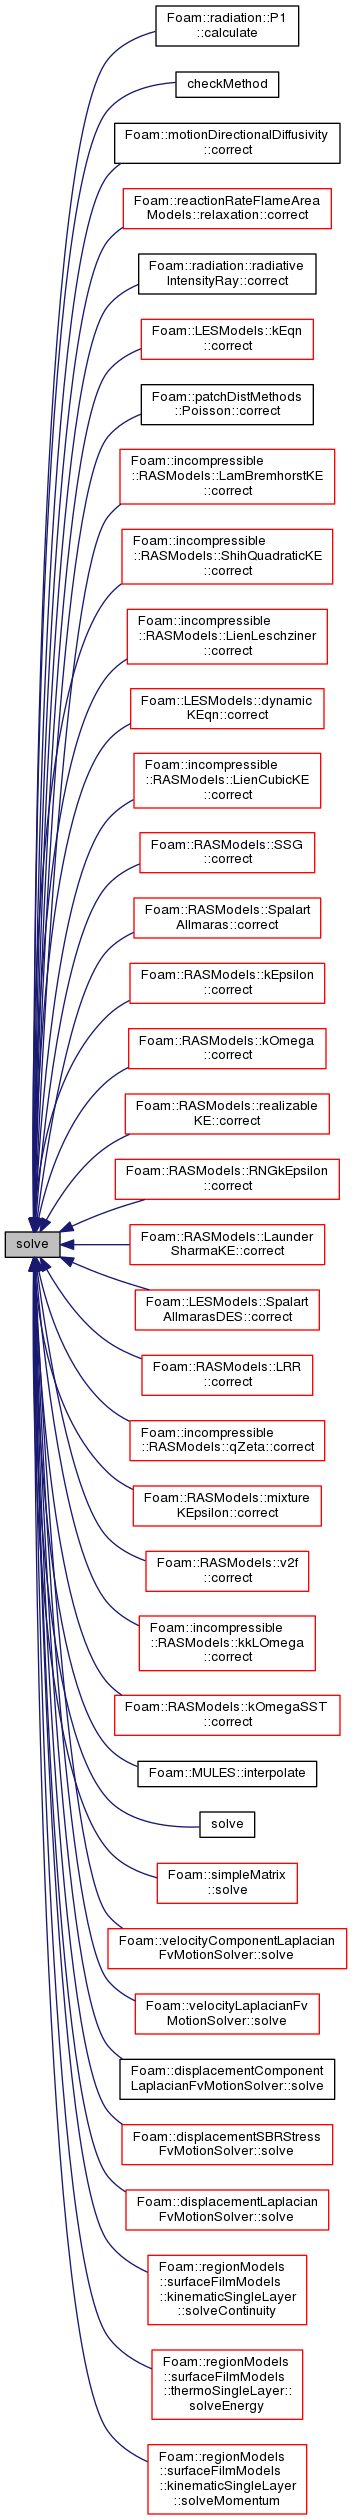 Foam::radiation::P1
::calculate
checkMethod
Foam::motionDirectionalDiffusivity
::correct
Foam::reactionRateFlameArea
Models::relaxation::correct
Foam::radiation::radiative
IntensityRay::correct
Foam::LESModels::kEqn
::correct
Foam::patchDistMethods
::Poisson::correct
Foam::incompressible
::RASModels::LamBremhorstKE
::correct
Foam::incompressible
::RASModels::ShihQuadraticKE
::correct
Foam::incompressible
::RASModels::LienLeschziner
::correct
Foam::LESModels::dynamic
KEqn::correct
Foam::incompressible
::RASModels::LienCubicKE
::correct
Foam::RASModels::SSG
::correct
Foam::RASModels::Spalart
Allmaras::correct
Foam::RASModels::kEpsilon
::correct
Foam::RASModels::kOmega
::correct
Foam::RASModels::realizable
KE::correct
Foam::RASModels::RNGkEpsilon
::correct
solve
Foam::RASModels::Launder
SharmaKE::correct
Foam::LESModels::Spalart
AllmarasDES::correct
Foam::RASModels::LRR
::correct
Foam::incompressible
::RASModels::qZeta::correct
Foam::RASModels::mixture
KEpsilon::correct
Foam::RASModels::v2f
::correct
Foam::incompressible
::RASModels::kkLOmega
::correct
Foam::RASModels::kOmegaSST
::correct
Foam::MULES::interpolate
solve
Foam::simpleMatrix
::solve
Foam::velocityComponentLaplacian
FvMotionSolver::solve
Foam::velocityLaplacianFv
MotionSolver::solve
Foam::displacementComponent
LaplacianFvMotionSolver::solve
Foam::displacementSBRStress
FvMotionSolver::solve
Foam::displacementLaplacian
FvMotionSolver::solve
Foam::regionModels
::surfaceFilmModels
::kinematicSingleLayer
::solveContinuity
Foam::regionModels
::surfaceFilmModels
::thermoSingleLayer::
solveEnergy
Foam::regionModels
::surfaceFilmModels
::kinematicSingleLayer
::solveMomentum